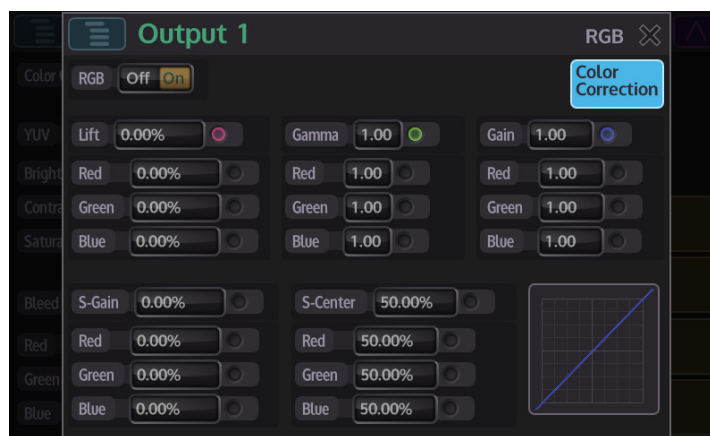 Output 1 RGB
RGB Off On Color Correction
Lift 0.00% Gamma 1.00 Gain 1.00
Red 0.00% Red 1.00 Red 1.00
Green 0.00% Green 1.00 Green 1.00
Blue 0.00% Blue 1.00 Blue 1.00
S-Gain 0.00% S-Center 50.00%
Red 0.00% Red 50.00%
Green 0.00% Green 50.00%
Blue 0.00% Blue 50.00%
Color
YUV
Bright
Contra
Satura
Bleed
Red
Green
Blue